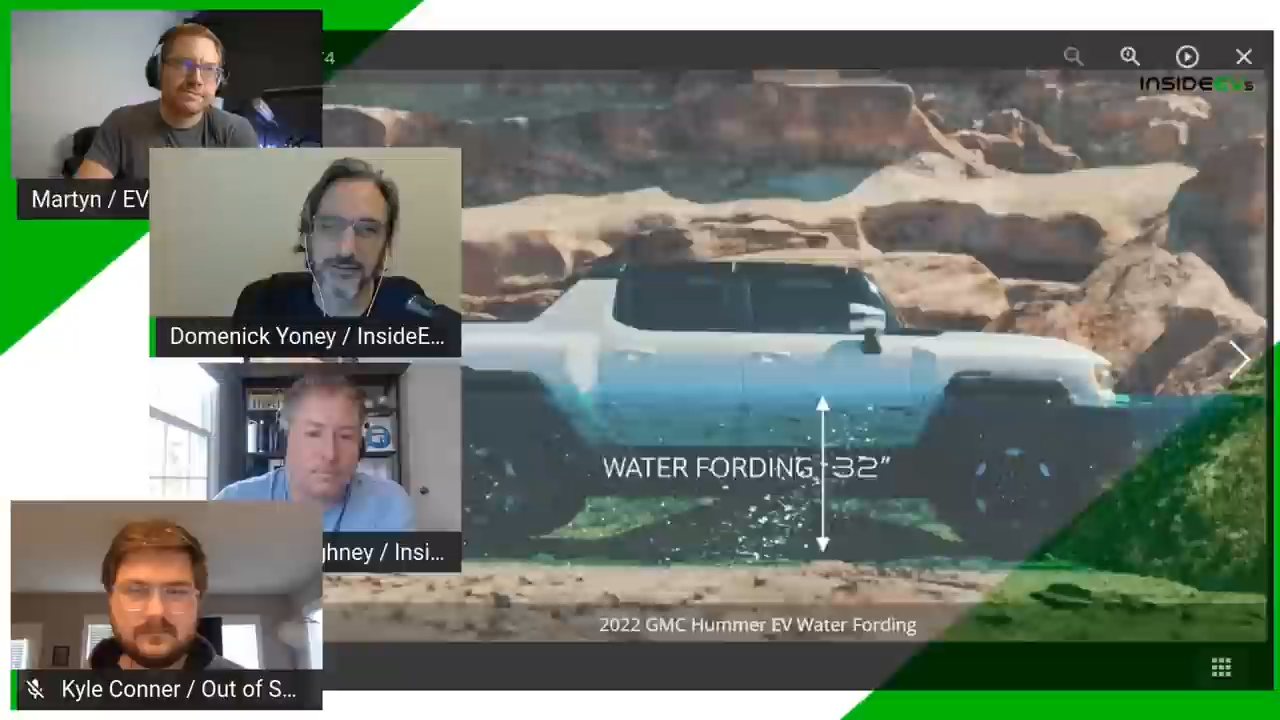 4
INSIDEEVs
Martyn / EV
Domenick Yoney / InsideE...
WATER FORDING 32"
ghney / Insi...
2022 GMC Hummer EV Water Fording
Kyle Conner / Out of S...